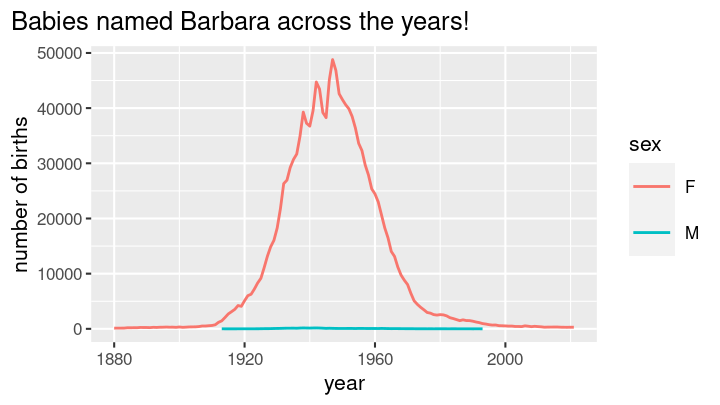 Babies named Barbara across the years!
50000
40000
30000
20000
10000
0
number of births
1880
1920
1960
2000
year
sex
F
M